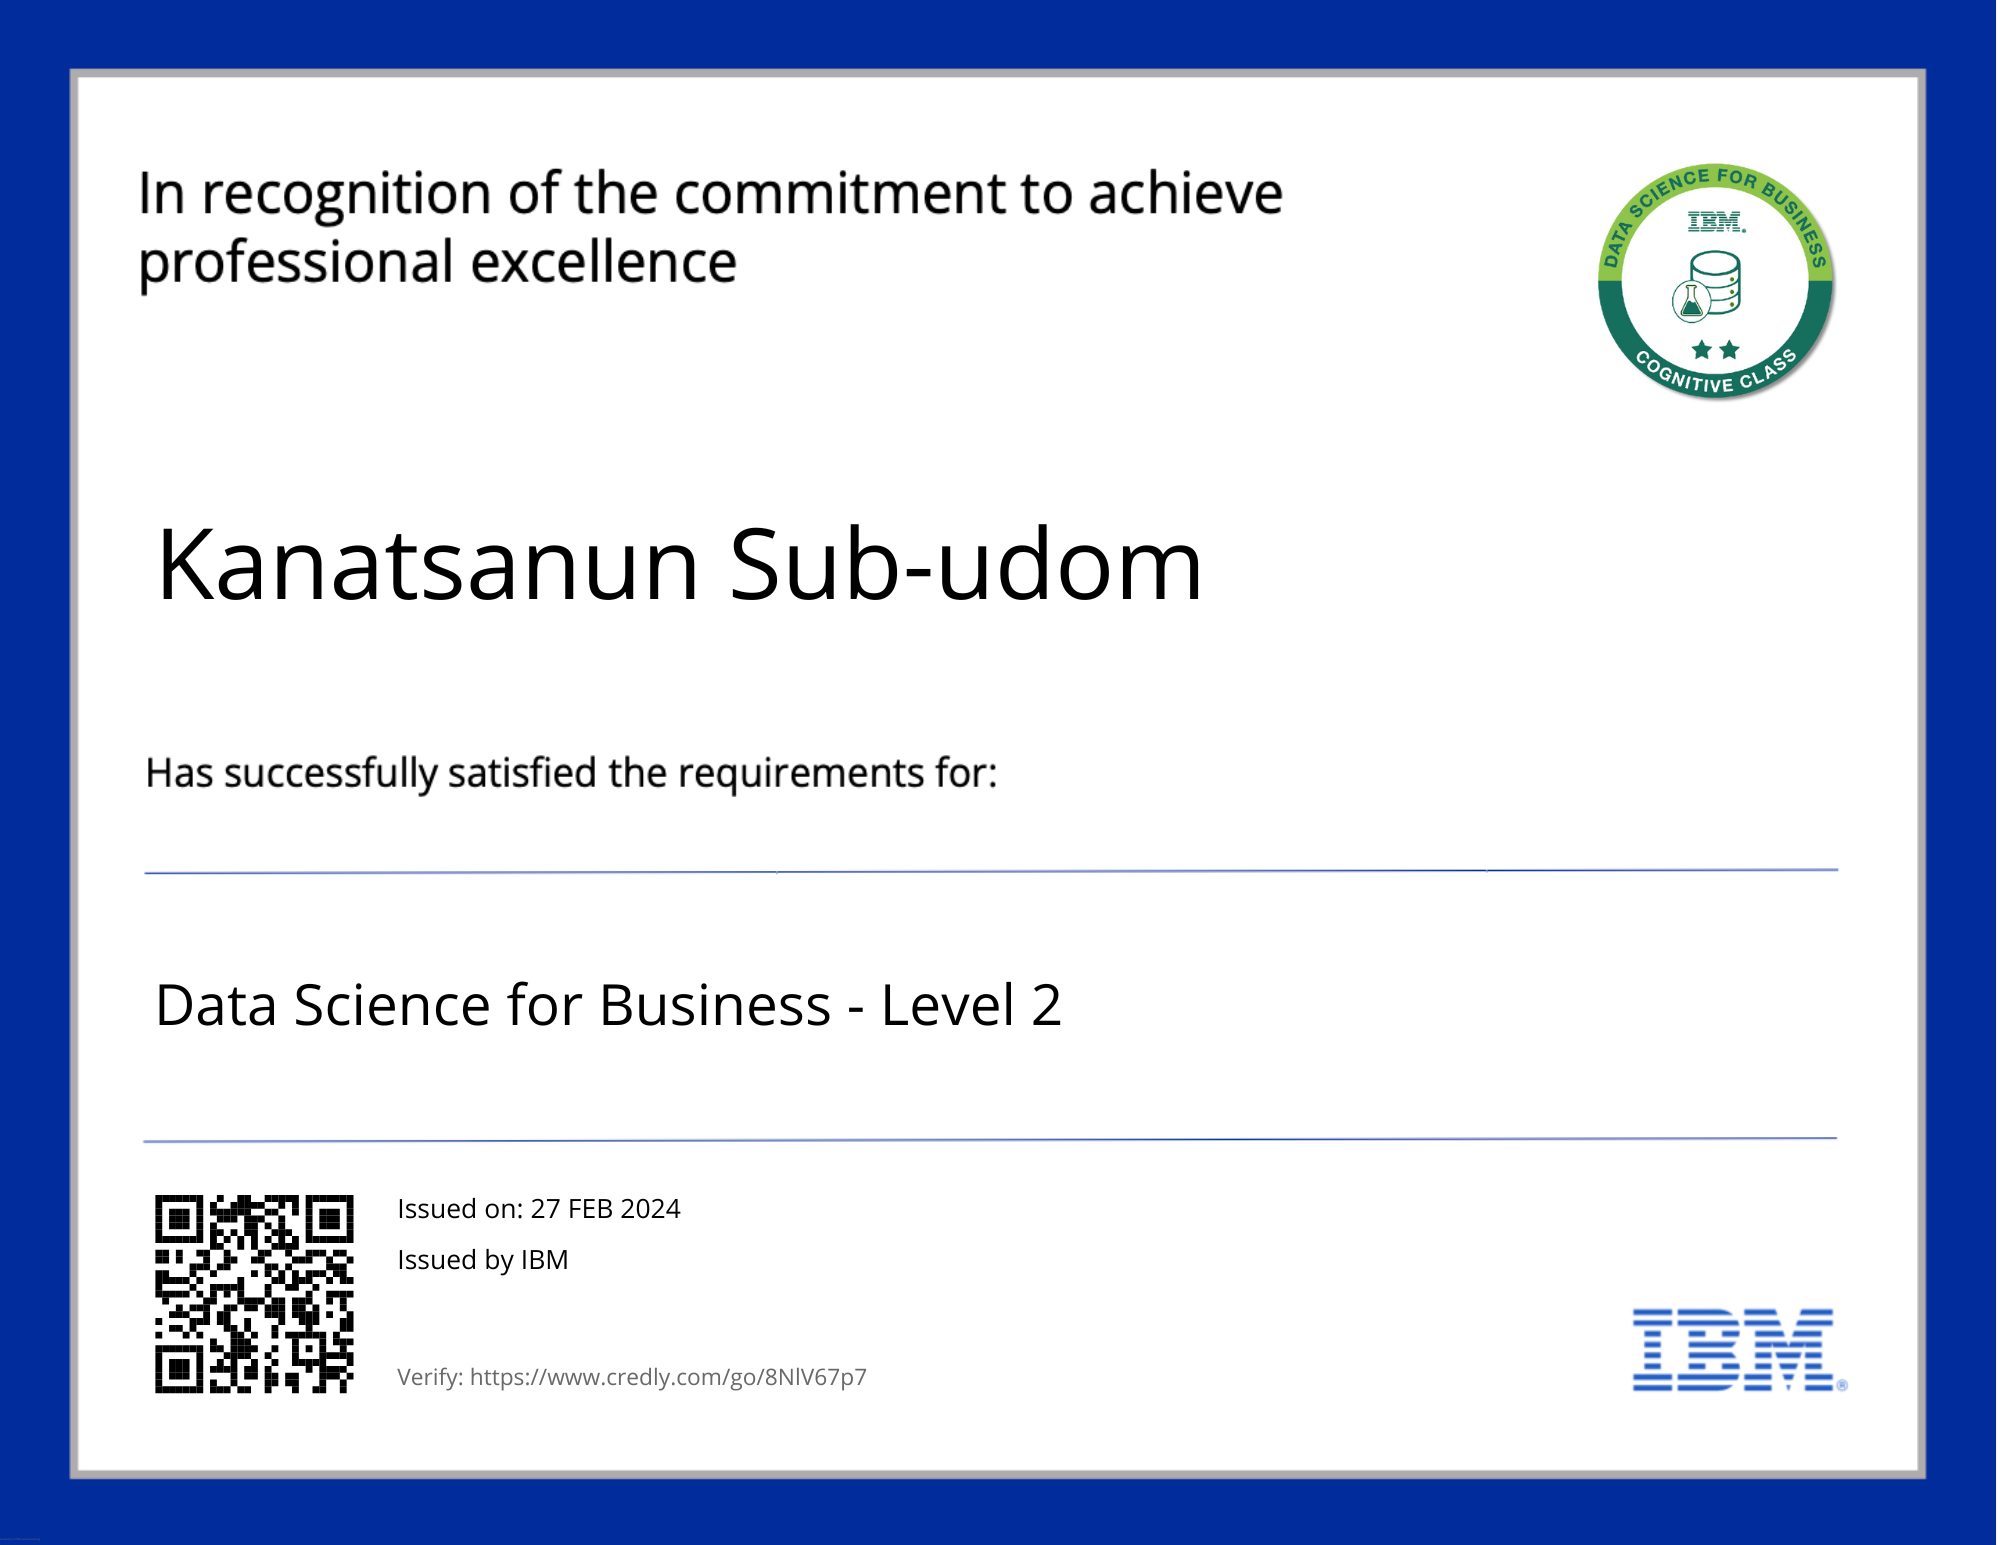 In recognition of the commitment to achieve
professional excellence
DATA SCIENCE FOR BUSINESS
IBM.
COGNITIVE CLASS
Kanatsanun Sub-udom
Has successfully satisfied the requirements for:
Data Science for Business - Level 2
Issued on: 27 FEB 2024
Issued by IBM
Verify: https://www.credly.com/go/8NlV67p7
IBM®